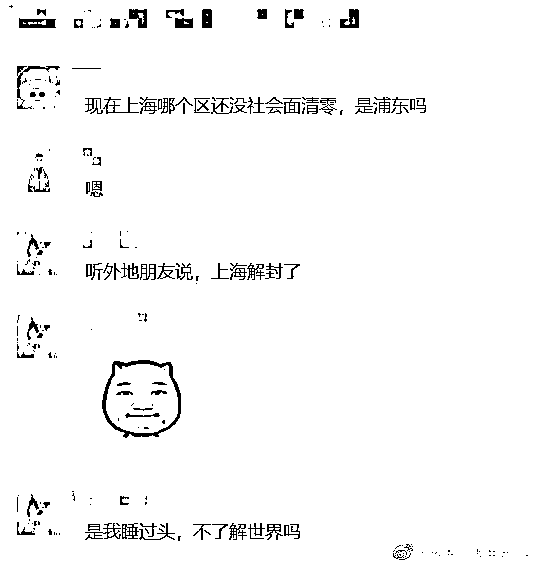 现在上海哪个区还没社会面清零，是浦东吗
嗯
听外地朋友说，上海解封了
是我睡过头，不了解世界吗